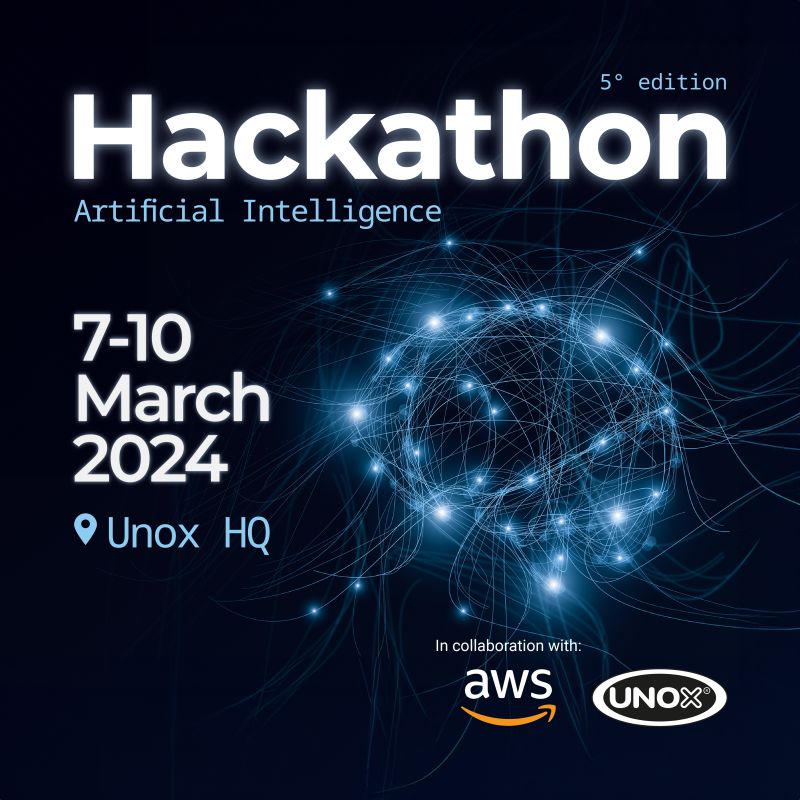 5° edition
Hackathon
Artificial Intelligence
7-10
March
2024
Unox HQ
In collaboration with:
aws
UNOX®